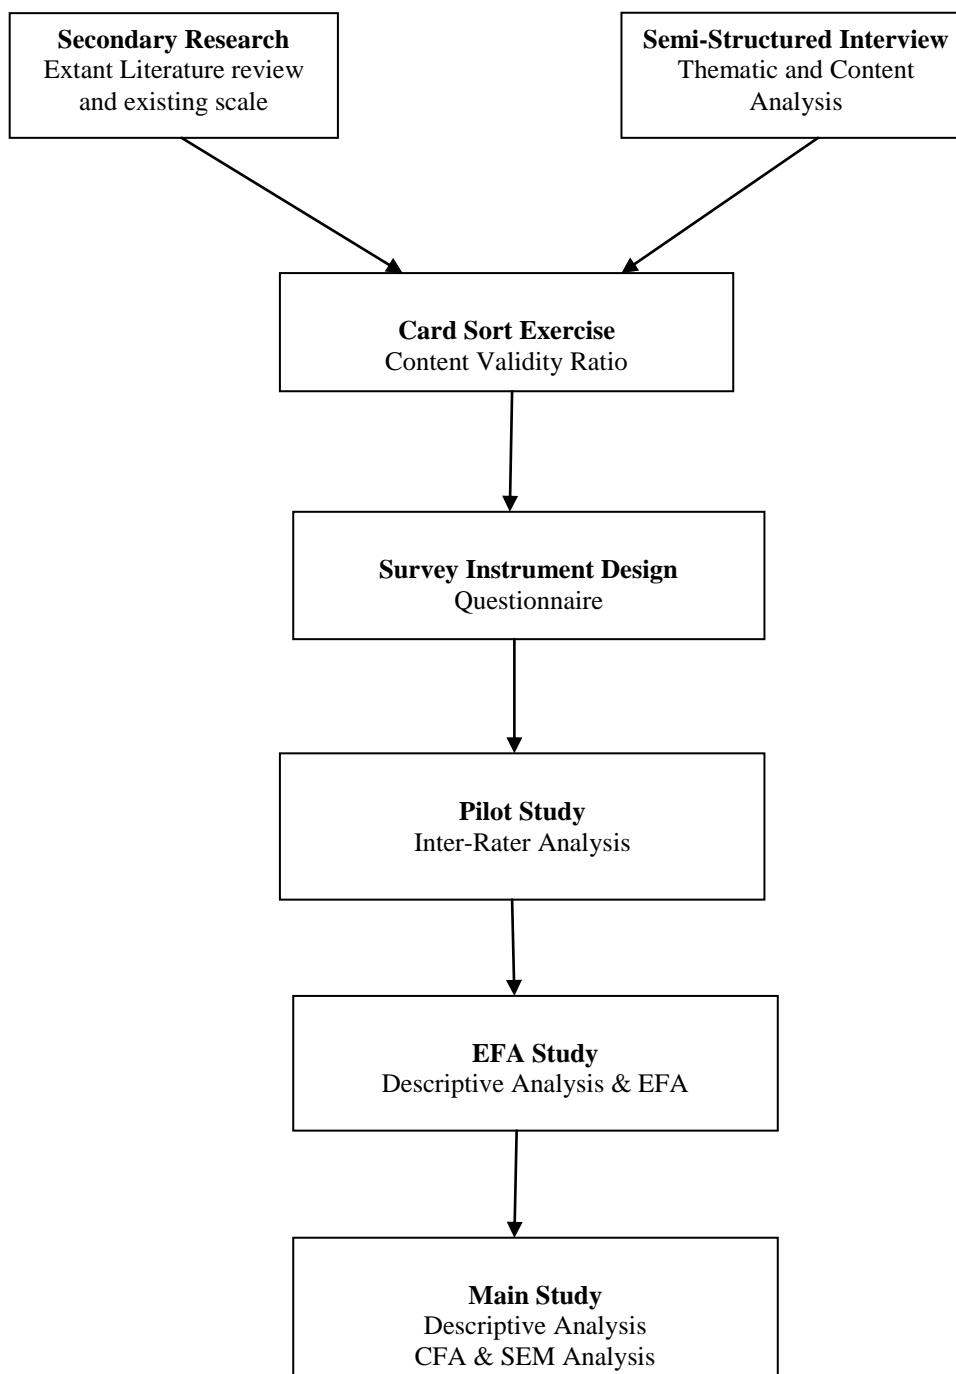 Secondary Research
Extant Literature review
and existing scale
Semi-Structured Interview
Thematic and Content
Analysis
Card Sort Exercise
Content Validity Ratio
Survey Instrument Design
Questionnaire
Pilot Study
Inter-Rater Analysis
EFA Study
Descriptive Analysis & EFA
Main Study
Descriptive Analysis
CFA & SEM Analysis